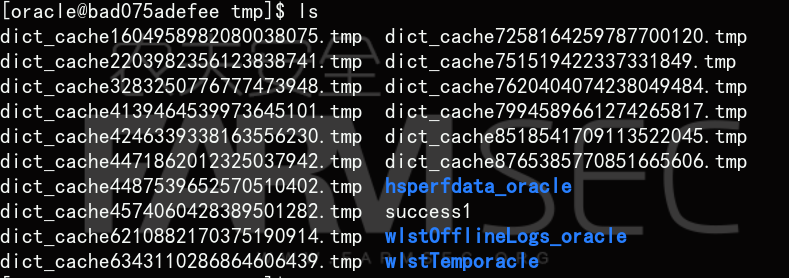 [oracle@bad075adefee tmp]$ ls
dict_cache1604958982080038075.tmp dict_cache7258164259787700120.tmp
dict_cache2203982356123838741.tmp dict_cache751519422337331849.tmp
dict_cache3283250776777473948.tmp dict_cache7620404074238049484.tmp
dict_cache4139464539973645101.tmp dict_cache7994589661274265817.tmp
dict_cache4246339338163556230.tmp dict_cache8518541709113522045.tmp
dict_cache4471862012325037942.tmp dict_cache8765385770851665606.tmp
dict_cache4487539652570510402.tmp hsperfdata_oracle
dict_cache4574060428389501282.tmp success1
dict_cache6210882170375190914.tmp wlstOfflineLogs_oracle
dict_cache6343110286864606439.tmp wlstTemporacle